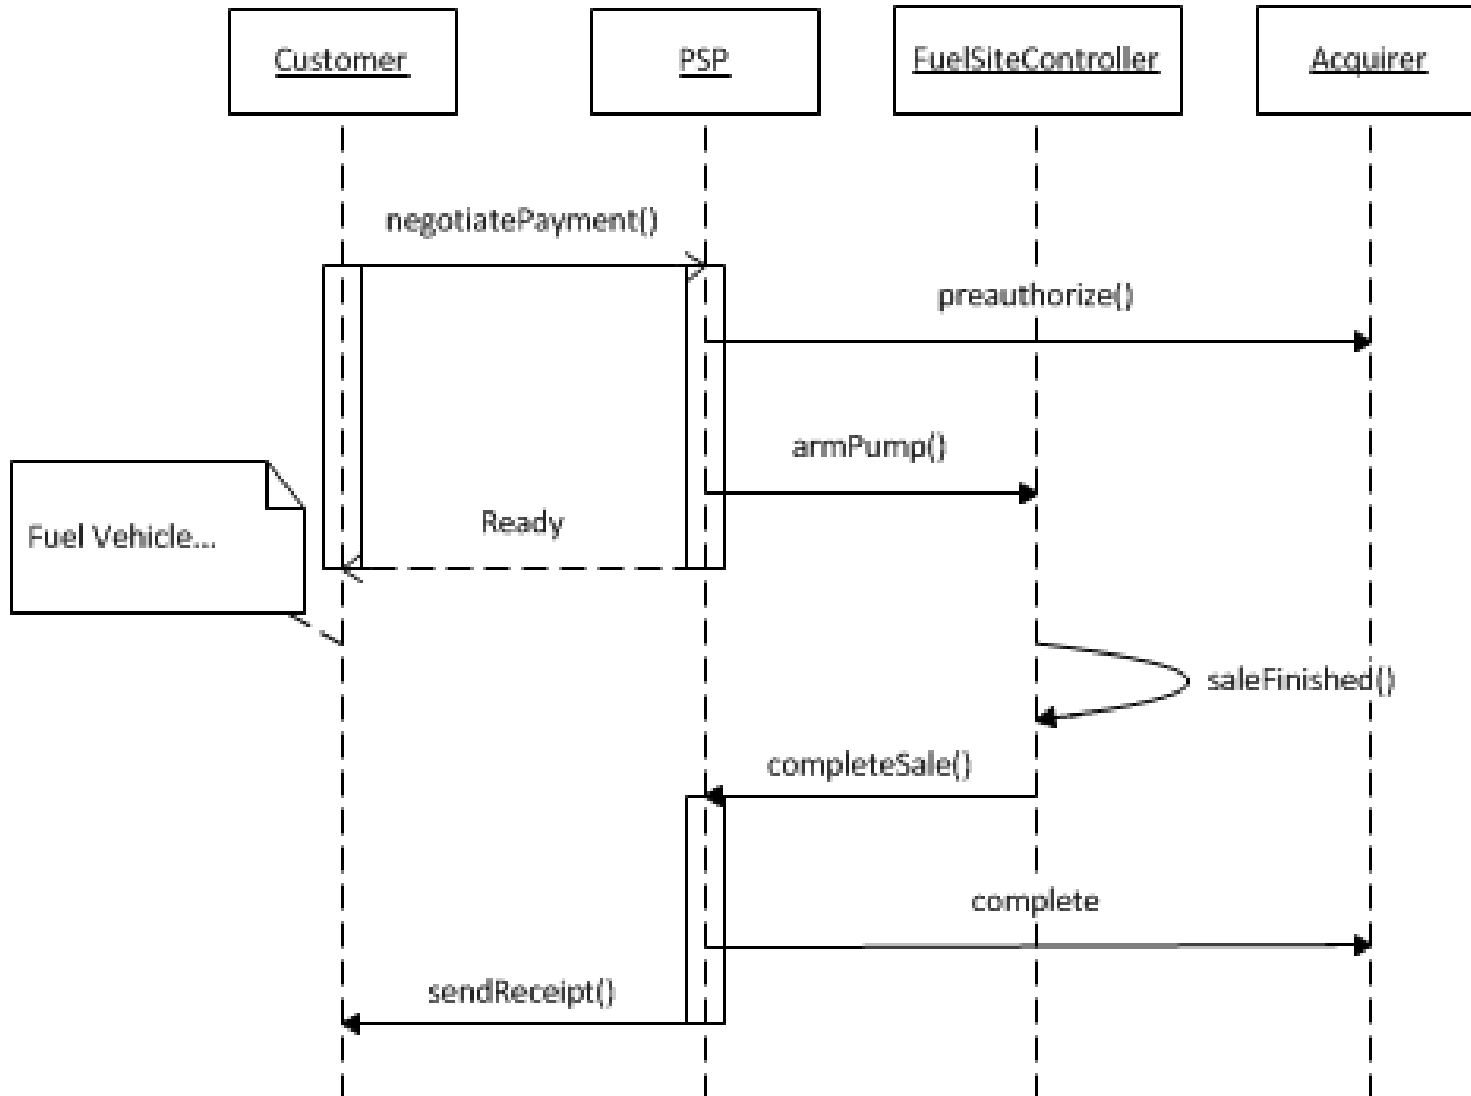 Customer
PSP
FuelSiteController
Acquirer
negotiatePayment()
preauthorize()
armPump()
Ready
Fuel Vehicle...
saleFinished()
completeSale()
complete
sendReceipt()